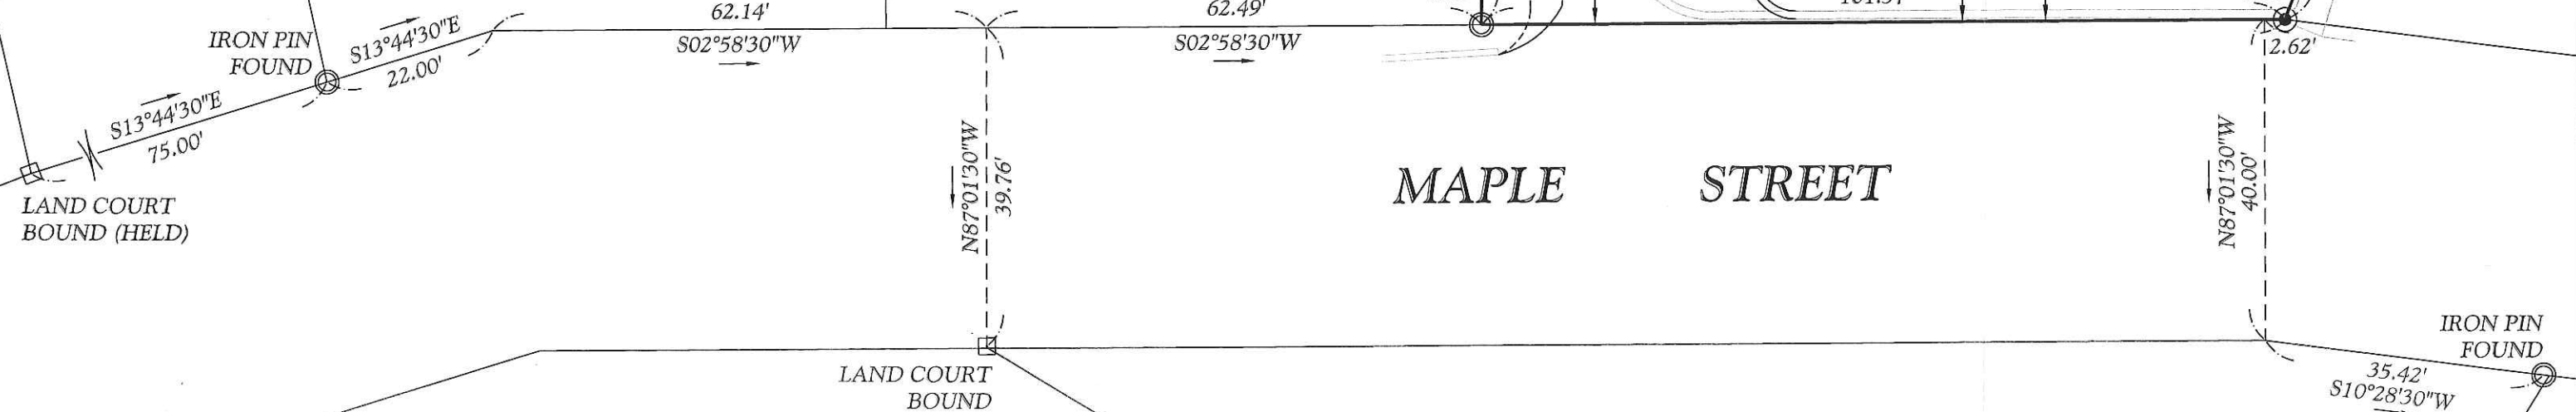 62.14'
62.49'
S02°58'30"W
S02°58'30"W
2.62'
IRON PIN
FOUND
S13°44'30"E
22.00'
S13°44'30"E
75.00'
LAND COURT
BOUND (HELD)
N87°01'30"W
39.76'
MAPLE STREET
N87°01'30"W
40.00'
LAND COURT
BOUND
IRON PIN
FOUND
35.42'
S10°28'30"W